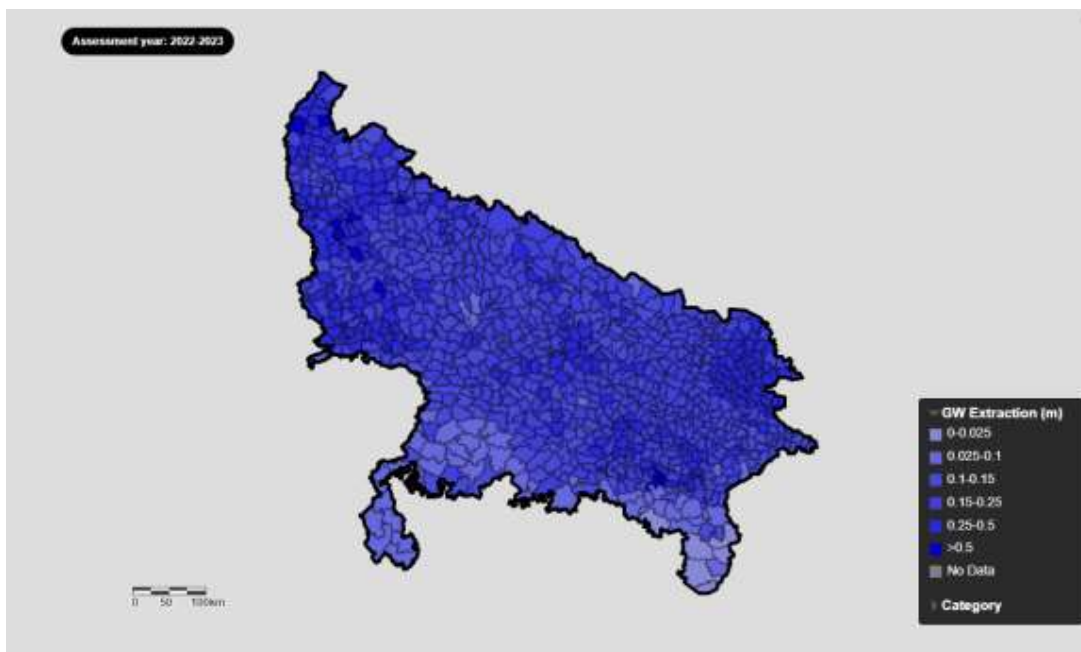 Assessment year: 2022-2023
GW Extraction (m)
0-0.025
0.025-0.1
0.1-0.15
0.15-0.25
0.25-0.5
>0.5
No Data
Category
0 50 100km